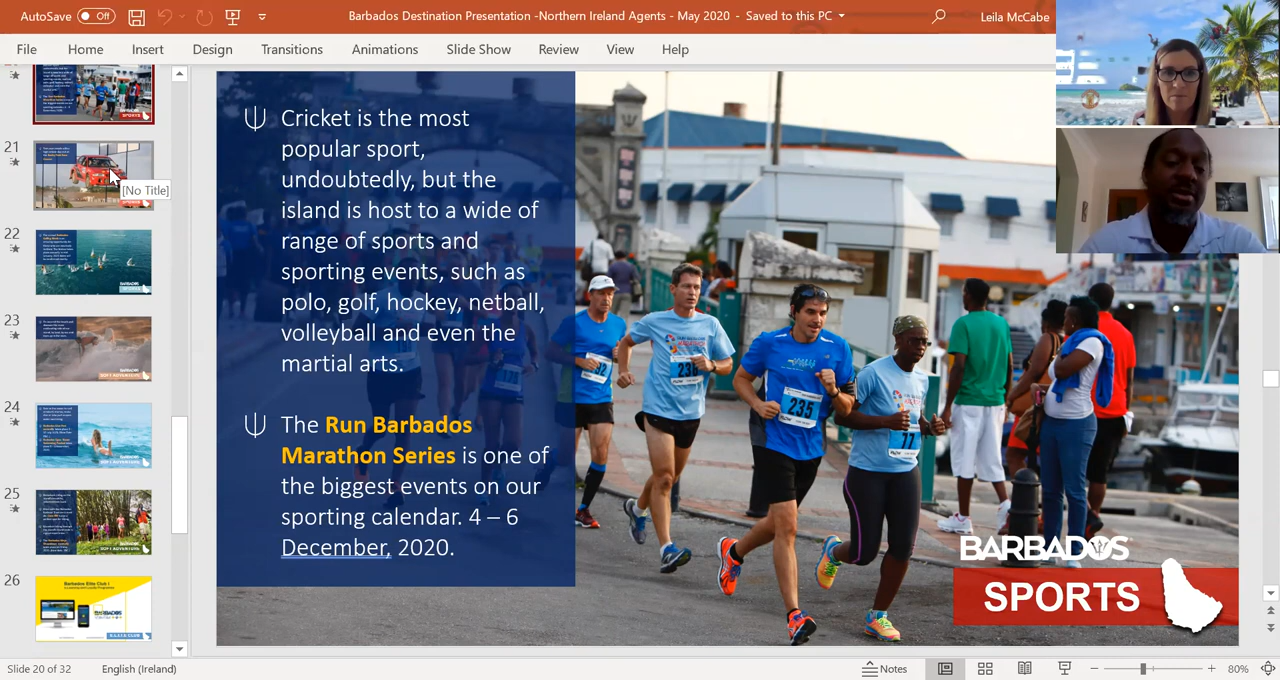 AutoSave Off
Barbados Destination Presentation -Northern Ireland Agents - May 2020 - Saved to this PC
Leila McCabe
File Home Insert Design Transitions Animations Slide Show Review View Help
21
[No Title]
22
23
24
25
26
Barbados Elite Club I
Cricket is the most
popular sport,
undoubtedly, but the
island is host to a wide of
range of sports and
sporting events, such as
polo, golf, hockey, netball,
volleyball and even the
martial arts.
The Run Barbados
Marathon Series is one of
the biggest events on our
sporting calendar. 4 – 6
December, 2020.
235
77
BARBADOS
SPORTS
Slide 20 of 32
English (Ireland)
Notes
80%